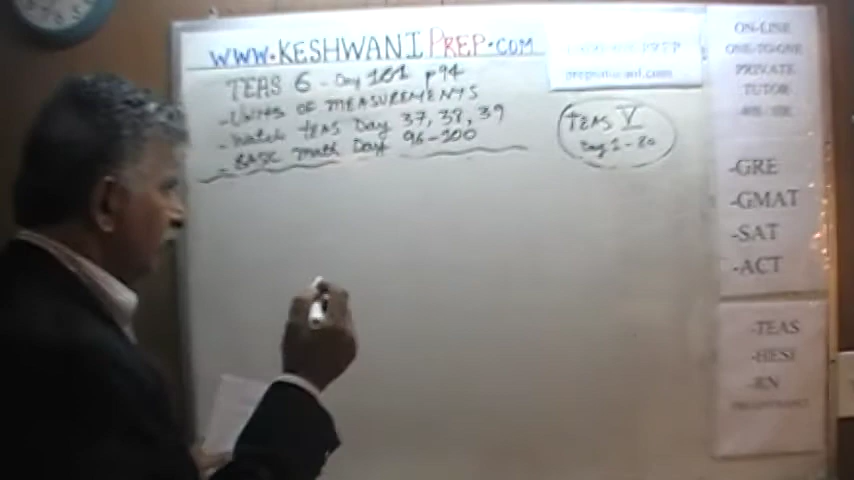 WWW.KESHWANIPREP.COM
TEAS 6 - Day 101 p94
- UNITS OF MEASUREMENTS
- Watch TEAS Day 37, 38, 39
- BASIC Math Day 96-100
TEAS V
Day 1-80
ON-LINE
ONE-TO-ONE
PRIVATE
TUTOR
-GRE
-GMAT
-SAT
-ACT
-TEAS
-HESI
-RN